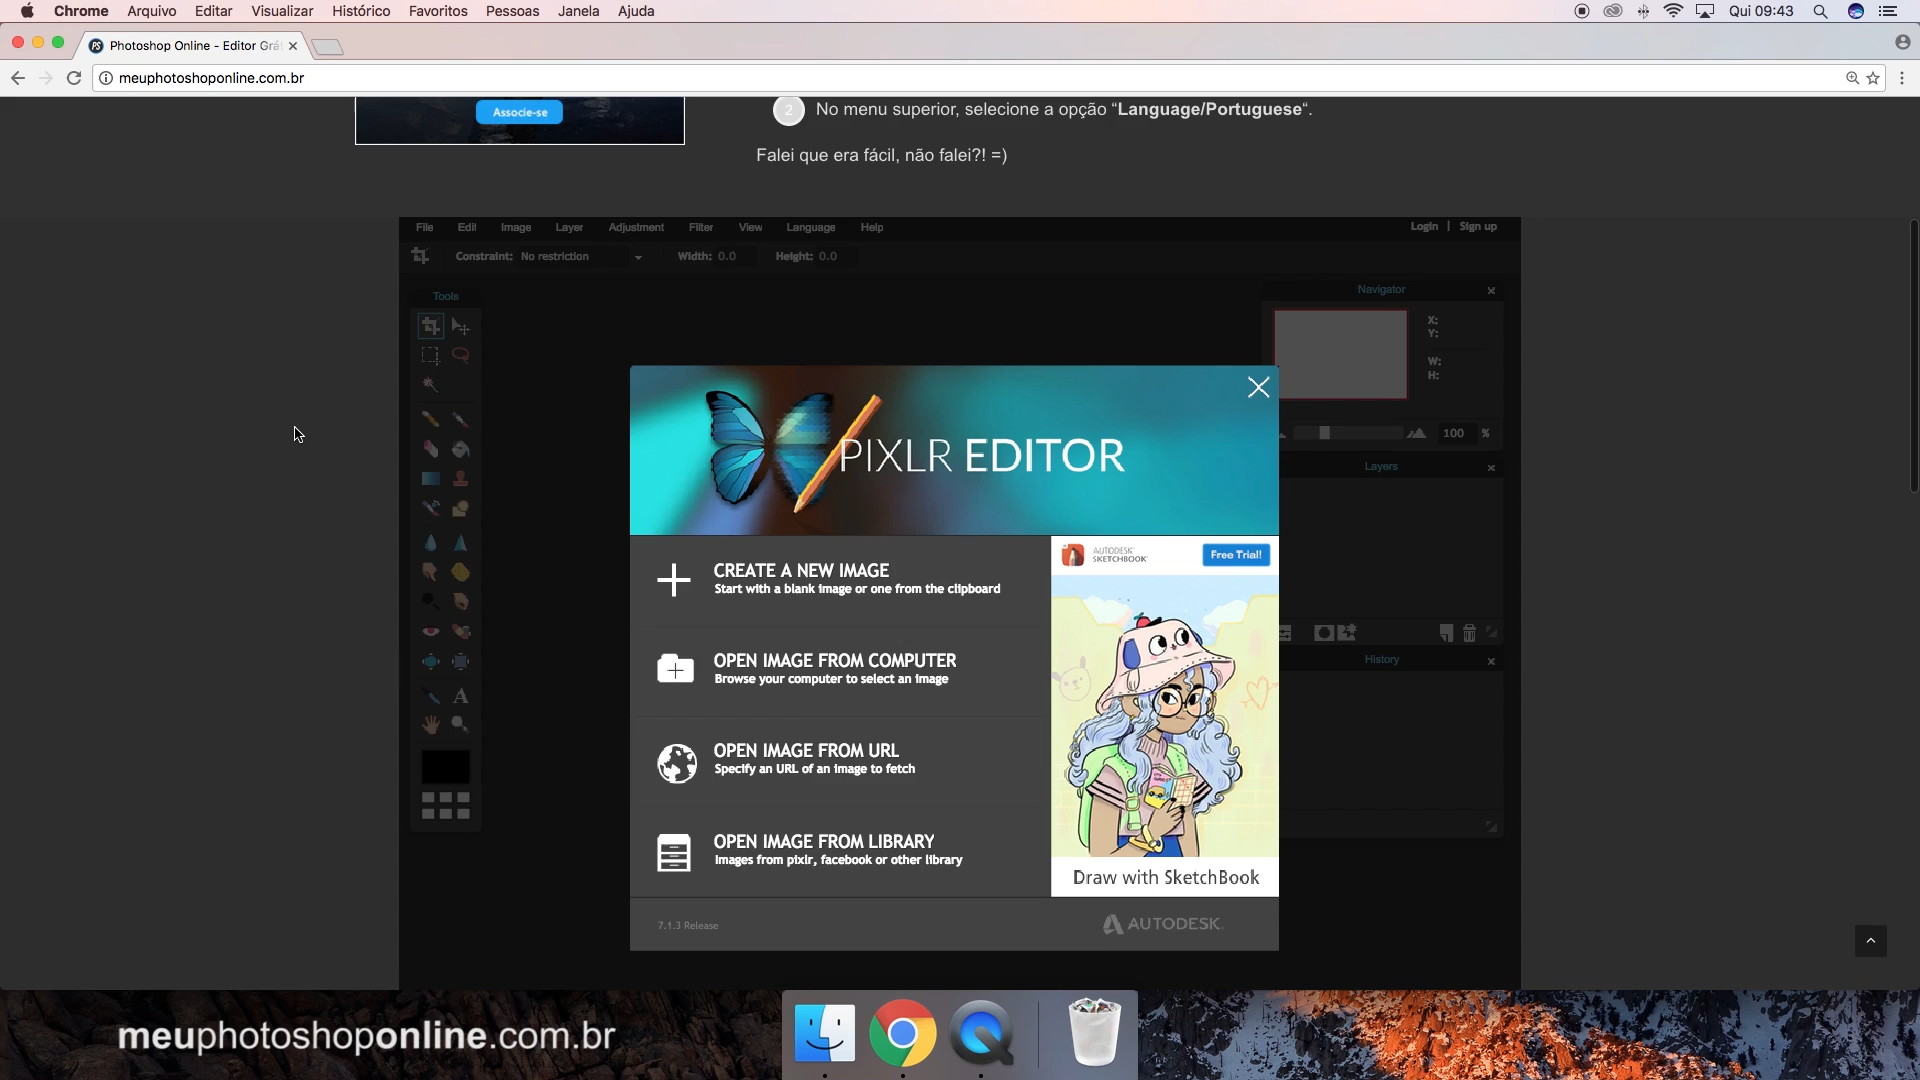 Chrome Arquivo Editar Visualizar Histórico Favoritos Pessoas Janela Ajuda
Qui 09:43
Photoshop Online - Editor Grá
meuphotoshoponline.com.br
Associe-se
2 No menu superior, selecione a opção “Language/Portuguese“.
Falei que era fácil, não falei?! =)
File Edit Image Layer Adjustment Filter View Language Help
Login | Sign up
Constraint: No restriction Width: 0.0 Height: 0.0
Tools
Navigator
X:
Y:
W:
H:
100 %
Layers
History
PIXLR EDITOR
CREATE A NEW IMAGE
Start with a blank image or one from the clipboard
OPEN IMAGE FROM COMPUTER
Browse your computer to select an image
OPEN IMAGE FROM URL
Specify an URL of an image to fetch
OPEN IMAGE FROM LIBRARY
Images from pixlr, facebook or other library
AUTODESK
SKETCHBOOK
Free Trial!
Draw with SketchBook
7.1.3 Release
AUTODESK.
meuphotoshoponline.com.br